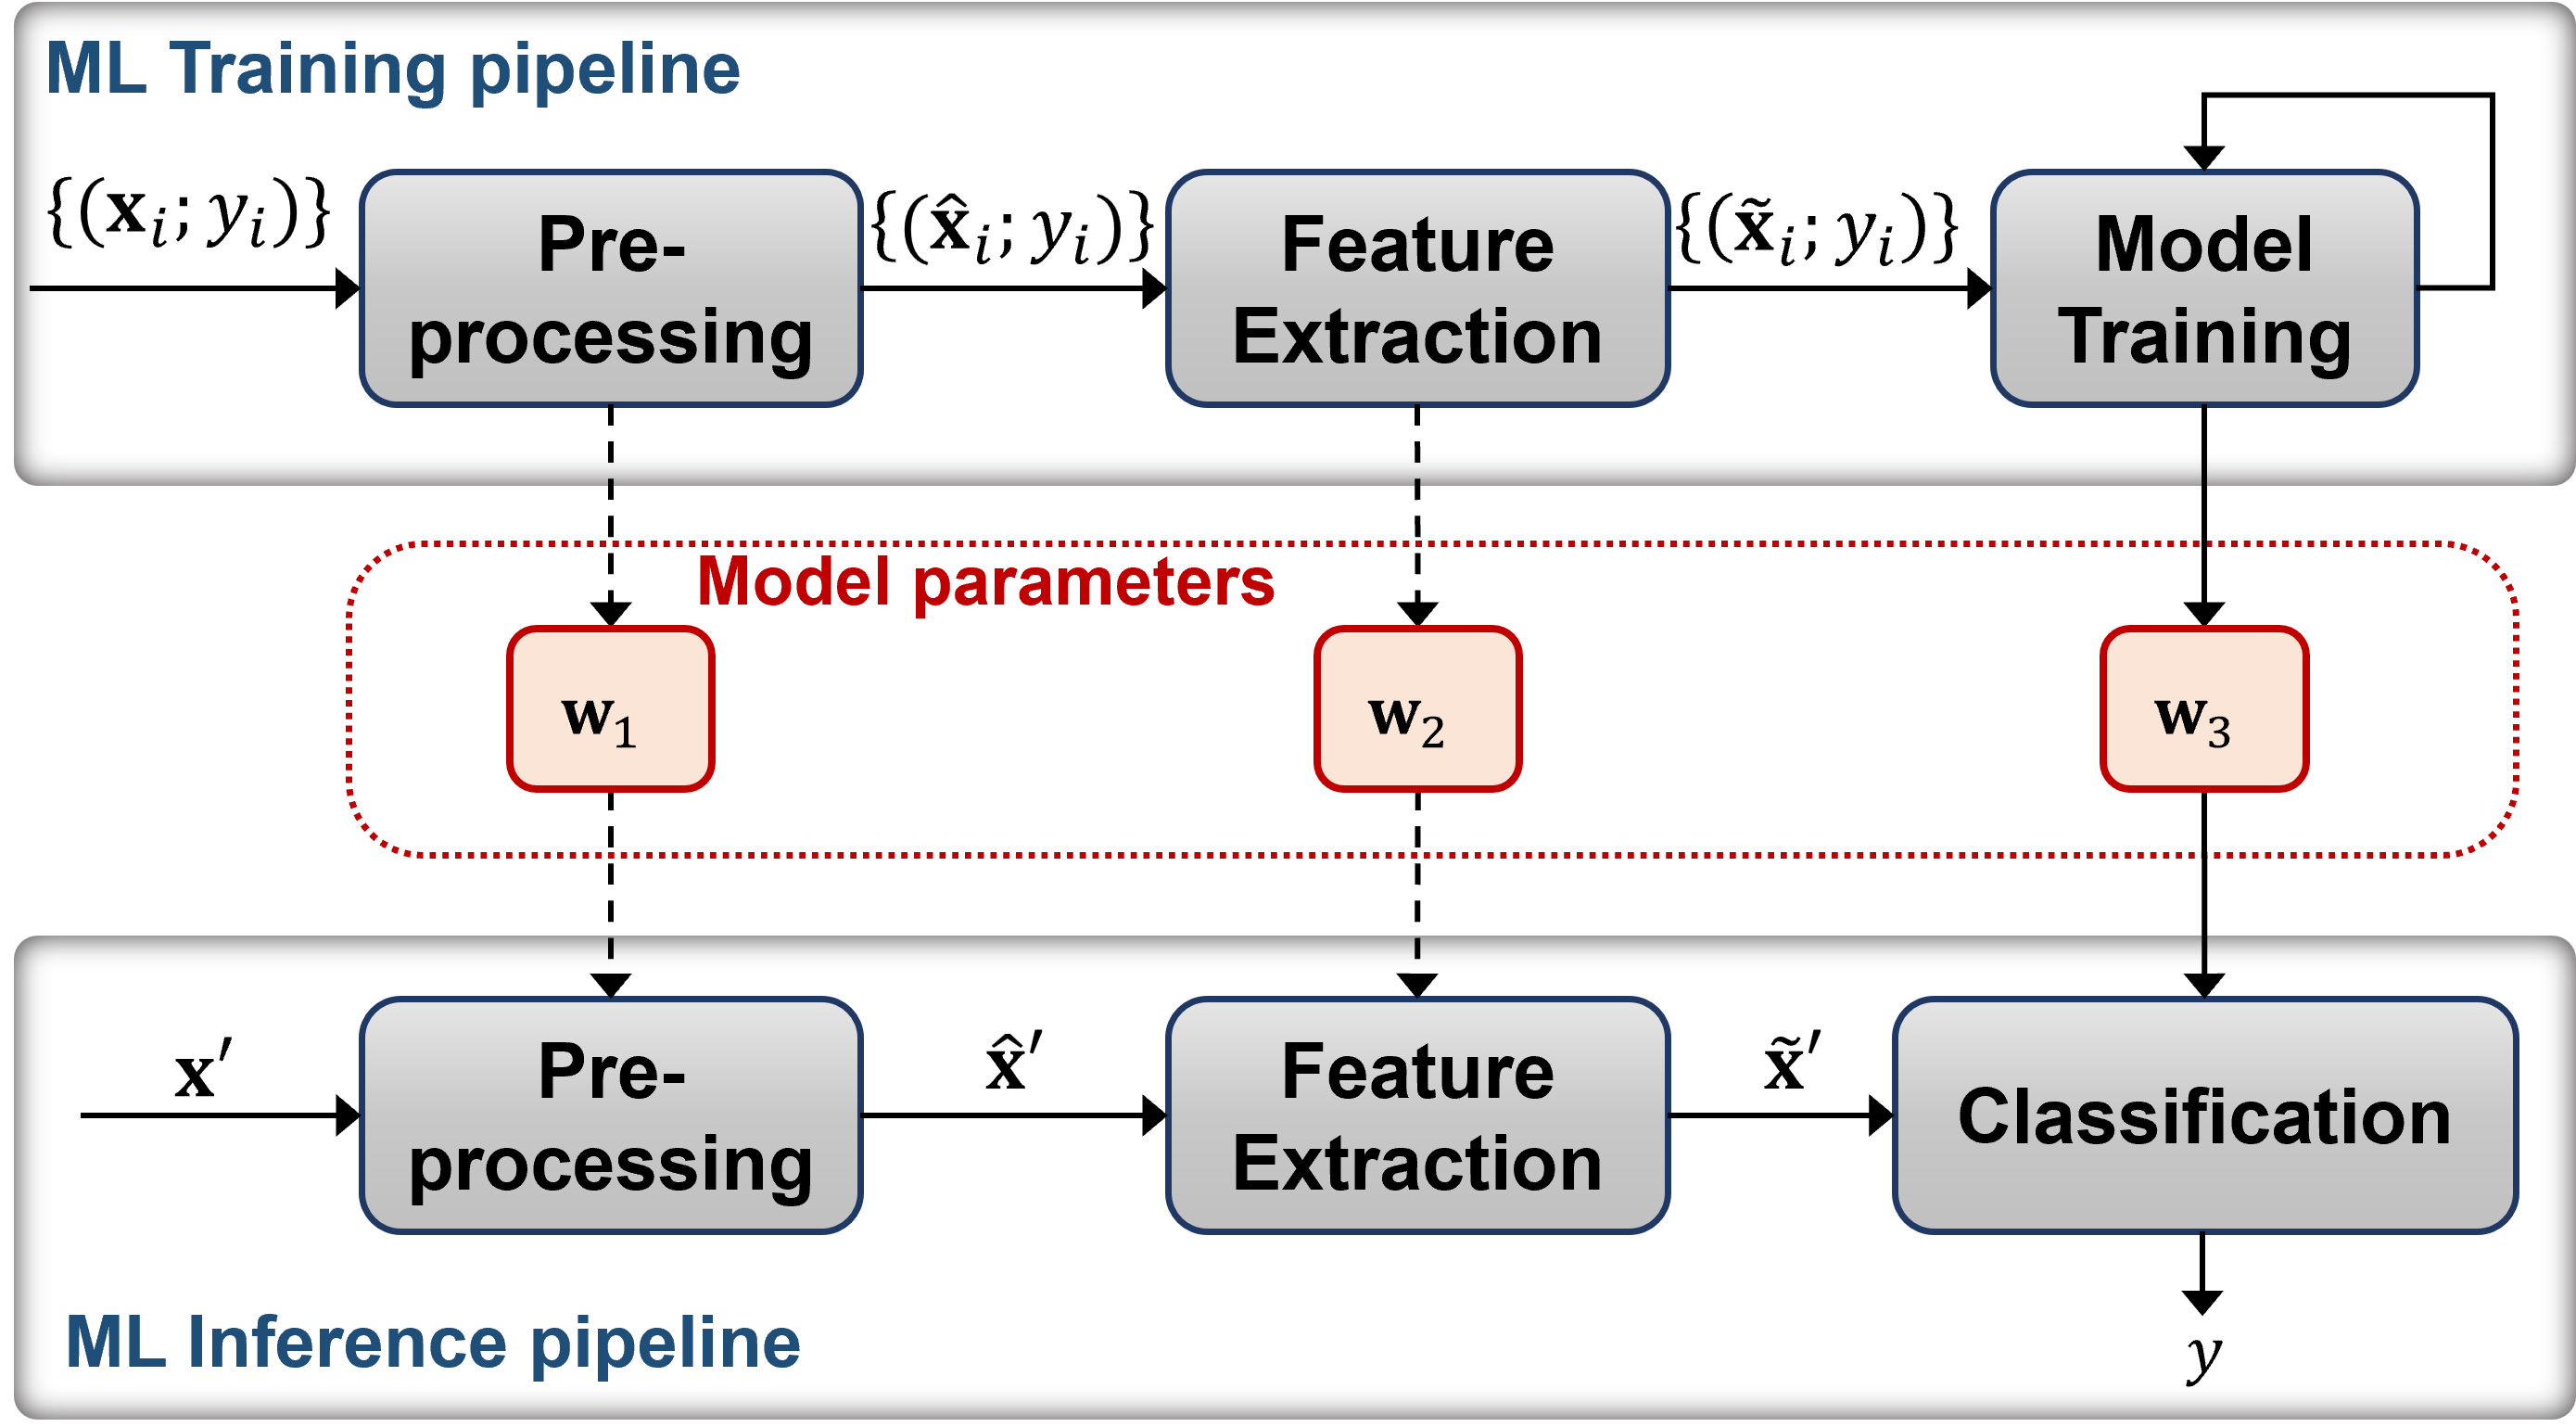 ML Training pipeline
{(𝐱ᵢ; yᵢ)}
Pre-
processing
{(𝐱̂ᵢ; yᵢ)}
Feature
Extraction
{(𝐱̃ᵢ; yᵢ)}
Model
Training
Model parameters
𝐰₁
𝐰₂
𝐰₃
𝐱′
Pre-
processing
𝐱̂′
Feature
Extraction
𝐱̃′
Classification
ML Inference pipeline
y